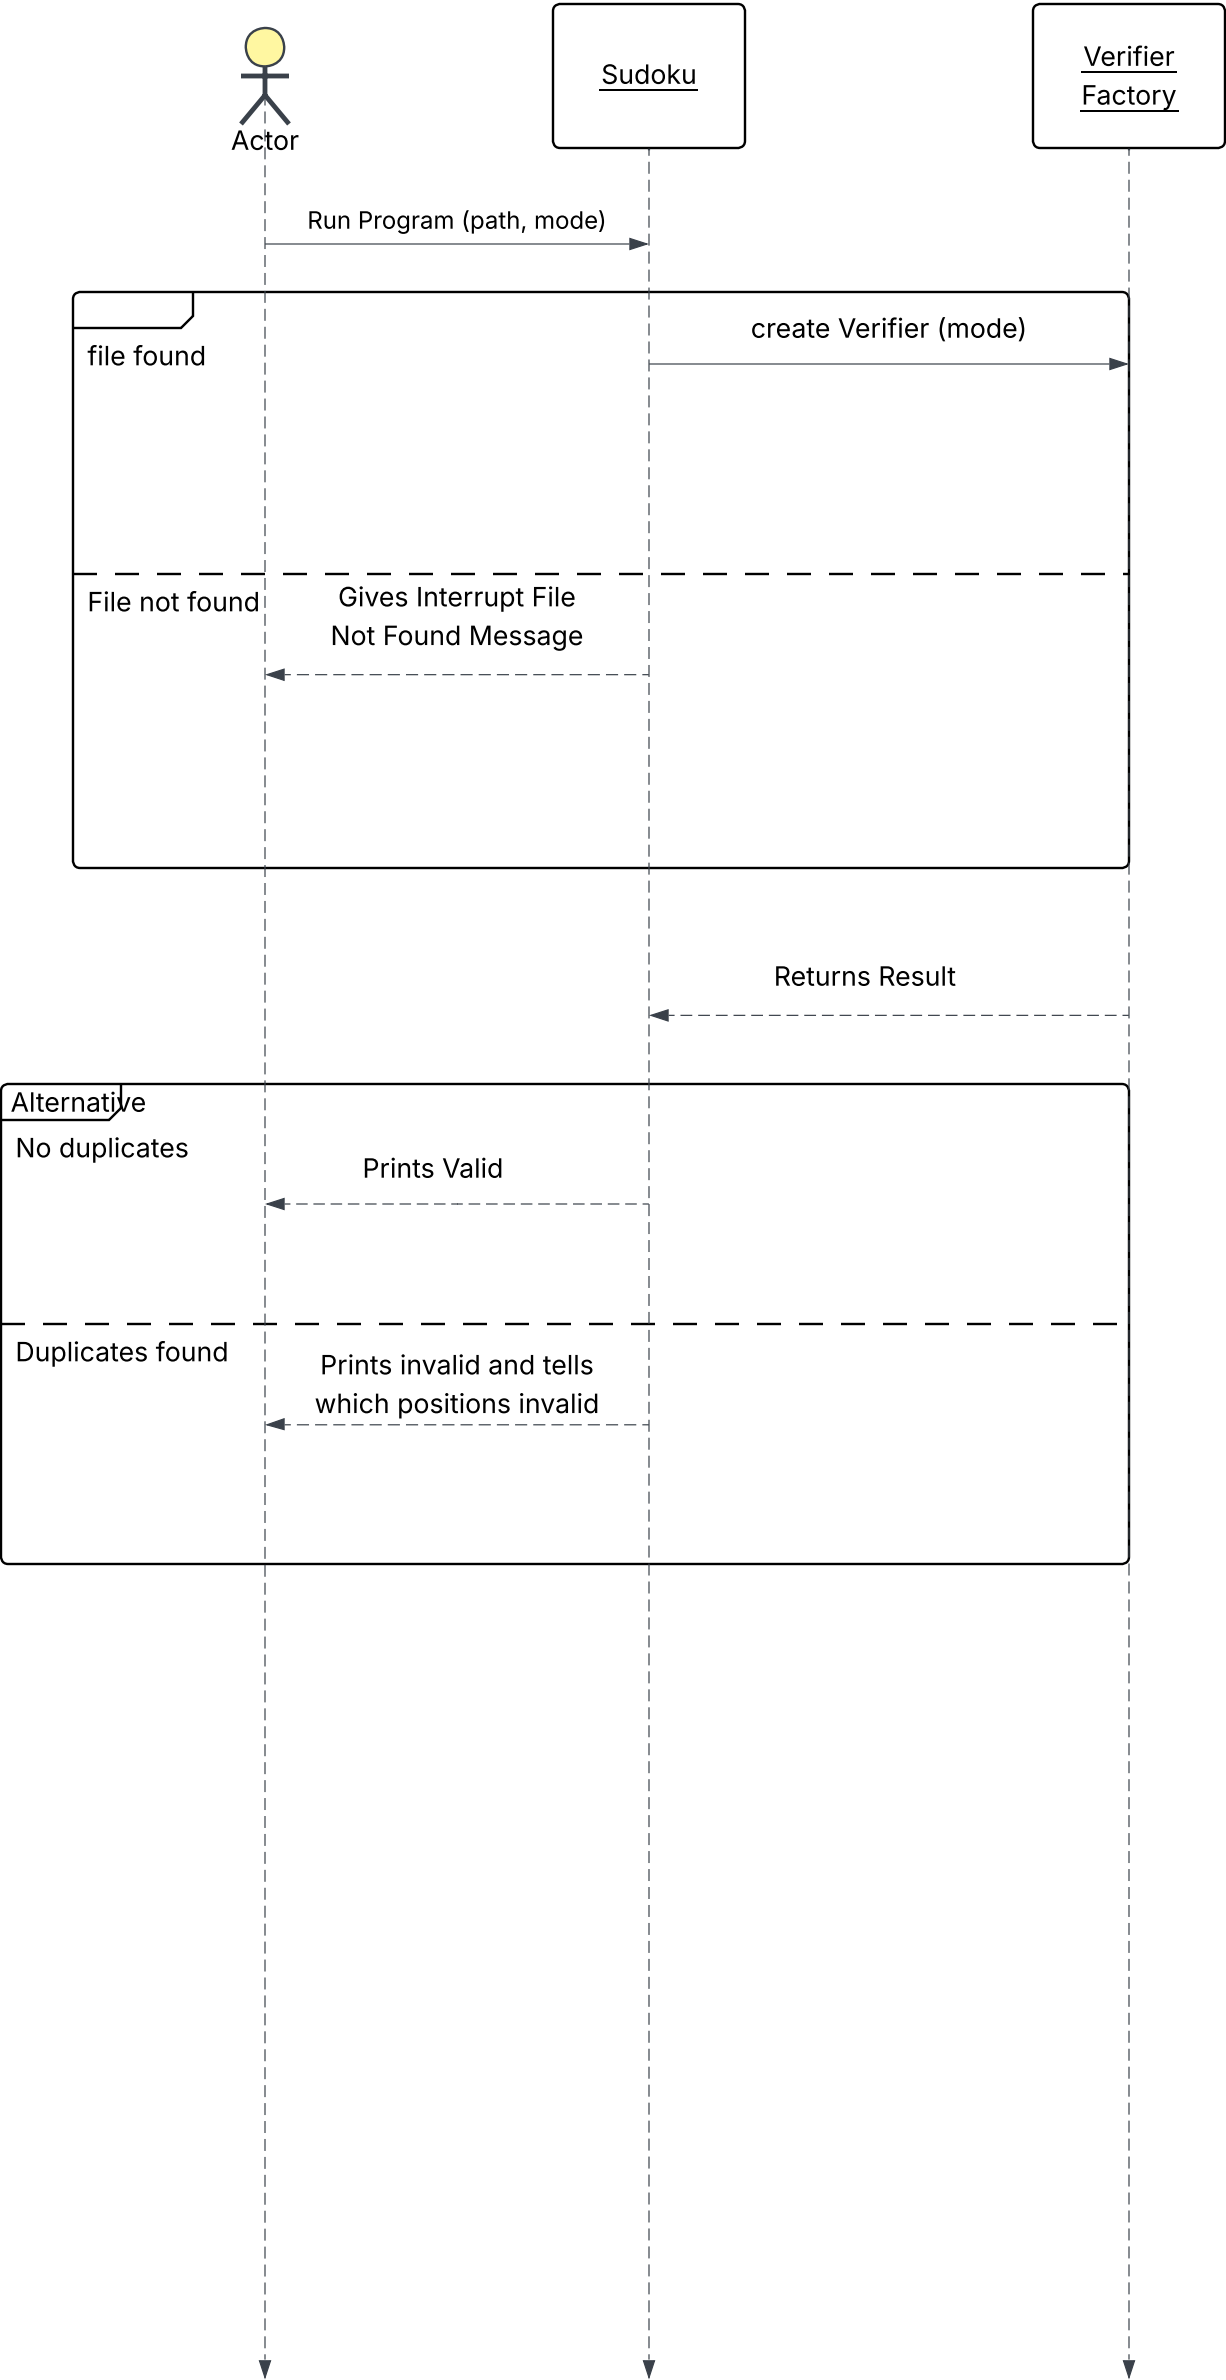 Actor
Sudoku
Verifier
Factory
Run Program (path, mode)
create Verifier (mode)
file found
File not found
Gives Interrupt File
Not Found Message
Returns Result
Alternative
No duplicates
Prints Valid
Duplicates found
Prints invalid and tells
which positions invalid